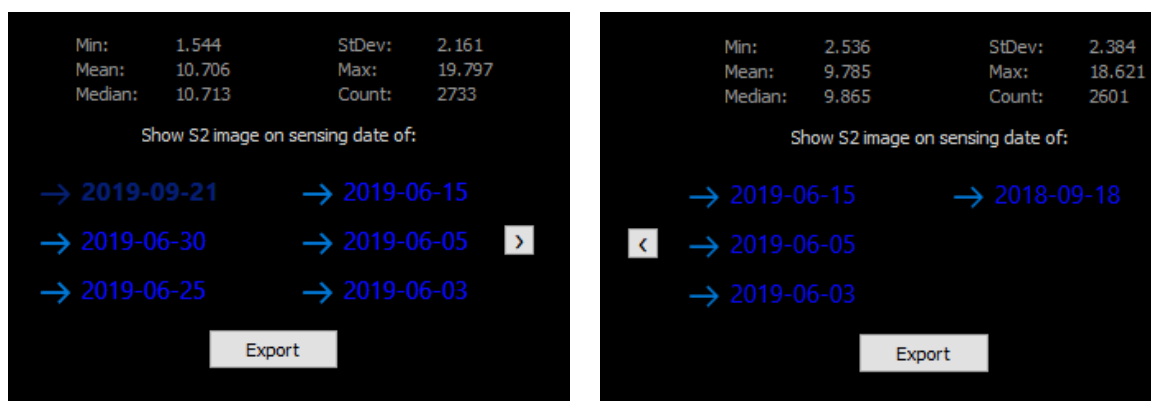 Min: 1.544 StDev: 2.161
Mean: 10.706 Max: 19.797
Median: 10.713 Count: 2733
Show S2 image on sensing date of:
→ 2019-09-21 → 2019-06-15
→ 2019-06-30 → 2019-06-05 >
→ 2019-06-25 → 2019-06-03
Export
Min: 2.536 StDev: 2.384
Mean: 9.785 Max: 18.621
Median: 9.865 Count: 2601
Show S2 image on sensing date of:
→ 2019-06-15 → 2018-09-18
< → 2019-06-05
→ 2019-06-03
Export